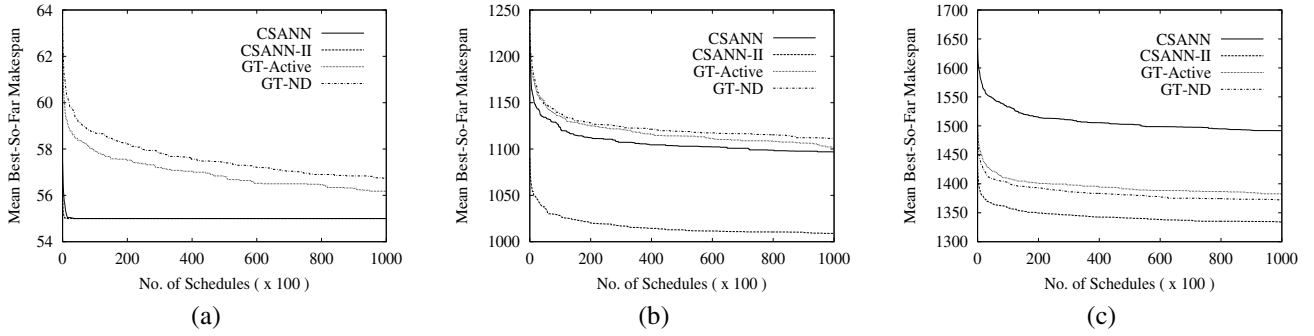 64
62
60
58
56
54
Mean Best-So-Far Makespan
CSANN
CSANN-II
GT-Active
GT-ND
0 200 400 600 800 1000
No. of Schedules ( x 100 )
(a)
1250
1200
1150
1100
1050
1000
Mean Best-So-Far Makespan
CSANN
CSANN-II
GT-Active
GT-ND
0 200 400 600 800 1000
No. of Schedules ( x 100 )
(b)
1700
1650
1600
1550
1500
1450
1400
1350
1300
Mean Best-So-Far Makespan
CSANN
CSANN-II
GT-Active
GT-ND
0 200 400 600 800 1000
No. of Schedules ( x 100 )
(c)